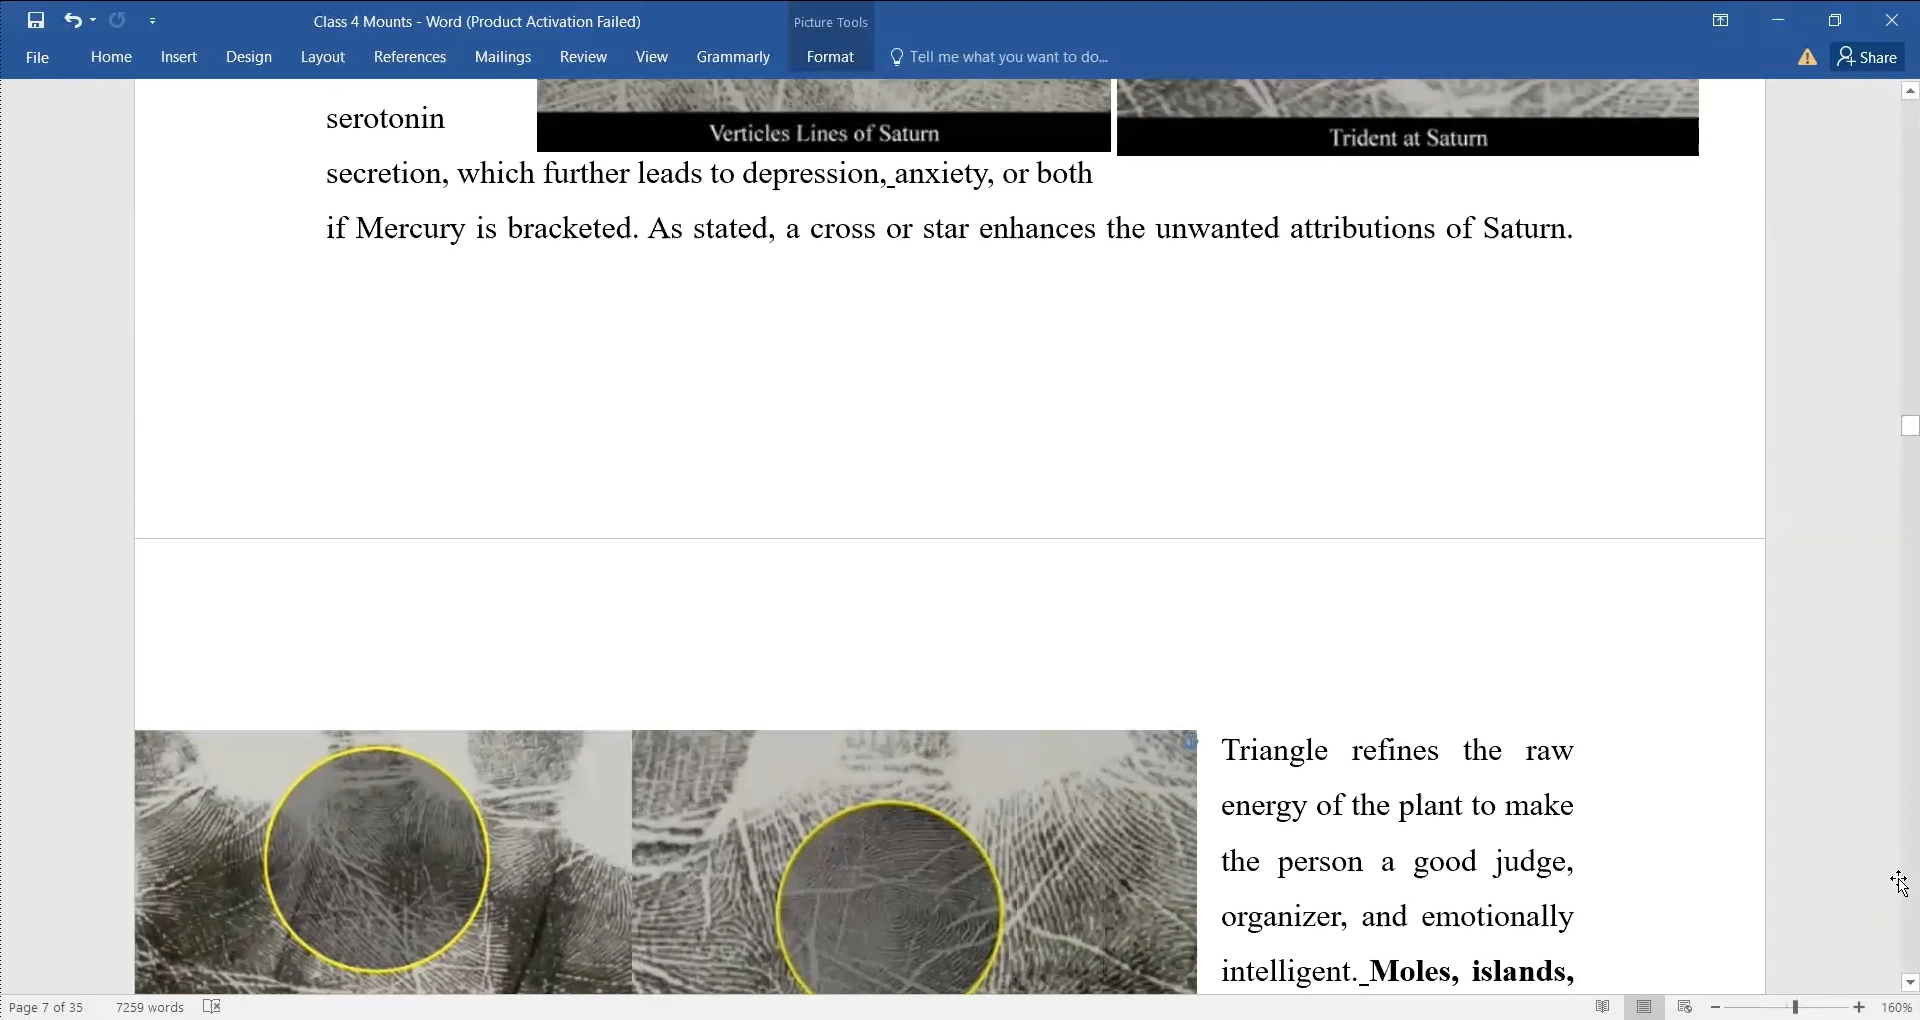 Class 4 Mounts - Word (Product Activation Failed)
Picture Tools
File Home Insert Design Layout References Mailings Review View Grammarly Format Tell me what you want to do... Share
serotonin
Verticles Lines of Saturn
Trident at Saturn
secretion, which further leads to depression, anxiety, or both
if Mercury is bracketed. As stated, a cross or star enhances the unwanted attributions of Saturn.
Triangle refines the raw
energy of the plant to make
the person a good judge,
organizer, and emotionally
intelligent. Moles, islands,
Page 7 of 35 7259 words 160%